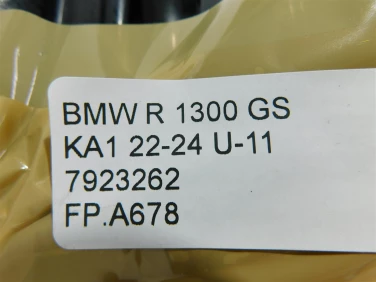 BMW R 1300 GS
KA1 22-24 U-11
7923262
FP.A678